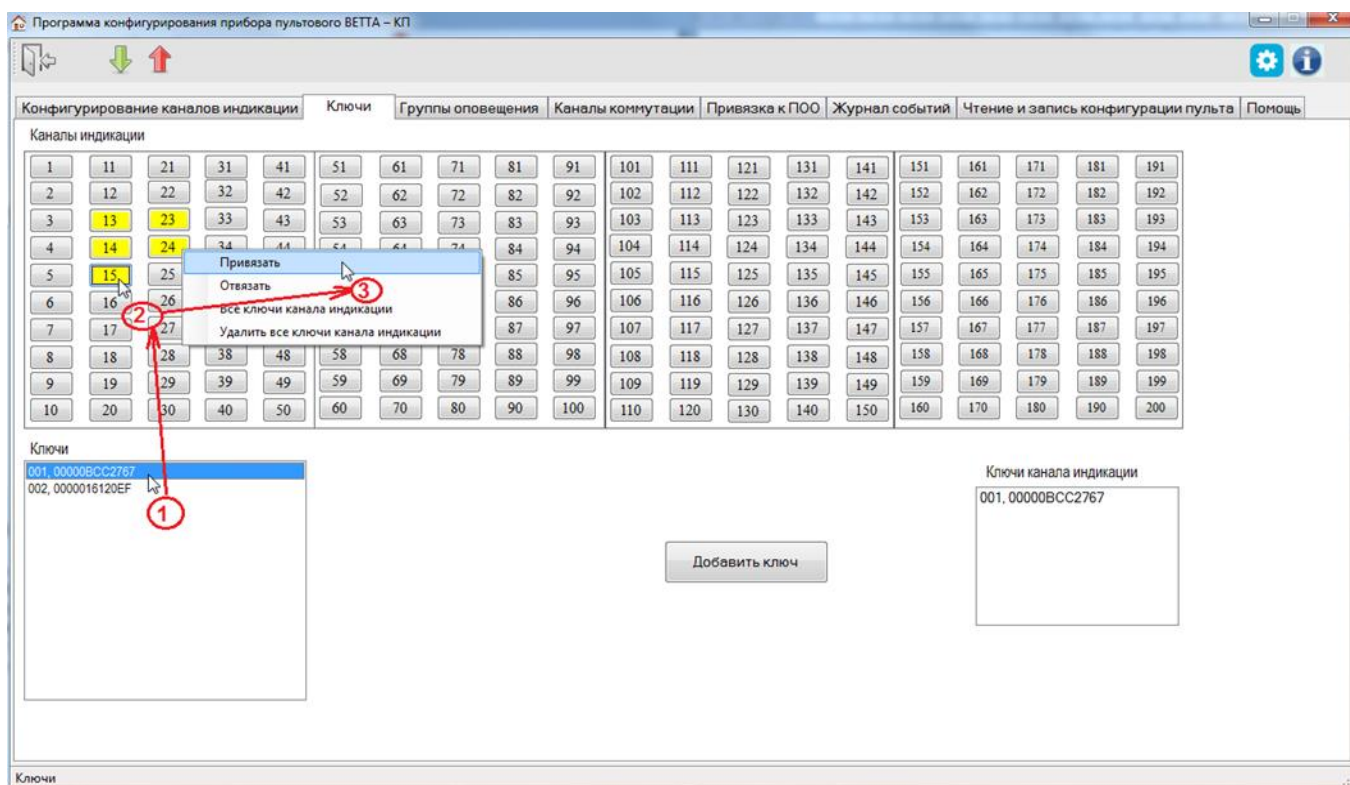 Программа конфигурирования прибора пультового ВЕТТА – КП
Конфигурирование каналов индикации Ключи Группы оповещения Каналы коммутации Привязка к ПОО Журнал событий Чтение и запись конфигурации пульта Помощь
Каналы индикации
1 11 21 31 41 51 61 71 81 91 101 111 121 131 141 151 161 171 181 191
2 12 22 32 42 52 62 72 82 92 102 112 122 132 142 152 162 172 182 192
3 13 23 33 43 53 63 73 83 93 103 113 123 133 143 153 163 173 183 193
4 14 24 34 44 54 64 74 84 94 104 114 124 134 144 154 164 174 184 194
5 15 25 85 95 105 115 125 135 145 155 165 175 185 195
6 16 26 86 96 106 116 126 136 146 156 166 176 186 196
7 17 27 87 97 107 117 127 137 147 157 167 177 187 197
8 18 28 38 48 58 68 78 88 98 108 118 128 138 148 158 168 178 188 198
9 19 29 39 49 59 69 79 89 99 109 119 129 139 149 159 169 179 189 199
10 20 30 40 50 60 70 80 90 100 110 120 130 140 150 160 170 180 190 200
Привязать
Отвязать
Все ключи канала индикации
Удалить все ключи канала индикации
2
3
1
Ключи
001, 00000BCC2767
002, 0000016120EF
Добавить ключ
Ключи канала индикации
001, 00000BCC2767
Ключи